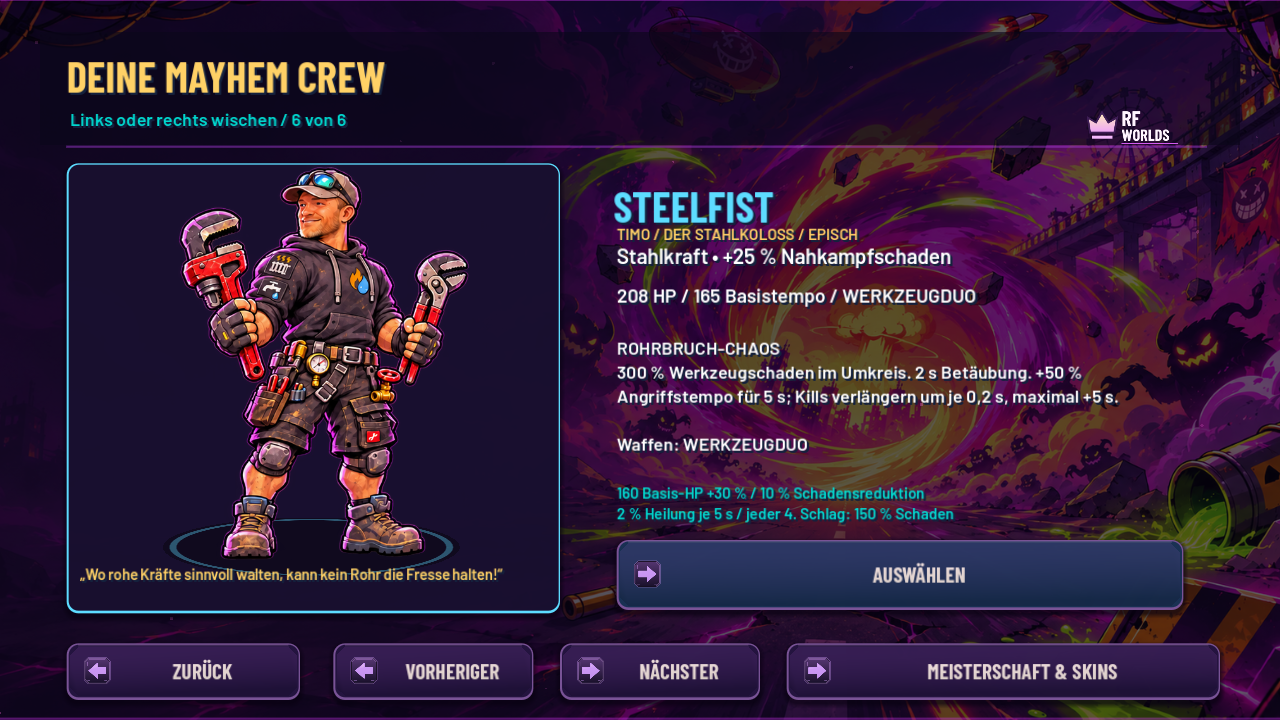 DEINE MAYHEM CREW
Links oder rechts wischen / 6 von 6
RF
WORLDS
STEELFIST
TIMO / DER STAHLKOLOSS / EPISCH
Stahlkraft • +25 % Nahkampfschaden
208 HP / 165 Basistempo / WERKZEUGDUO
ROHRBRUCH-CHAOS
300 % Werkzeugschaden im Umkreis. 2 s Betäubung. +50 %
Angriffstempo für 5 s; Kills verlängern um je 0,2 s, maximal +5 s.
Waffen: WERKZEUGDUO
160 Basis-HP +30 % / 10 % Schadensreduktion
2 % Heilung je 5 s / jeder 4. Schlag: 150 % Schaden
„Wo rohe Kräfte sinnvoll walten, kann kein Rohr die Fresse halten!“
AUSWÄHLEN
ZURÜCK
VORHERIGER
NÄCHSTER
MEISTERSCHAFT & SKINS